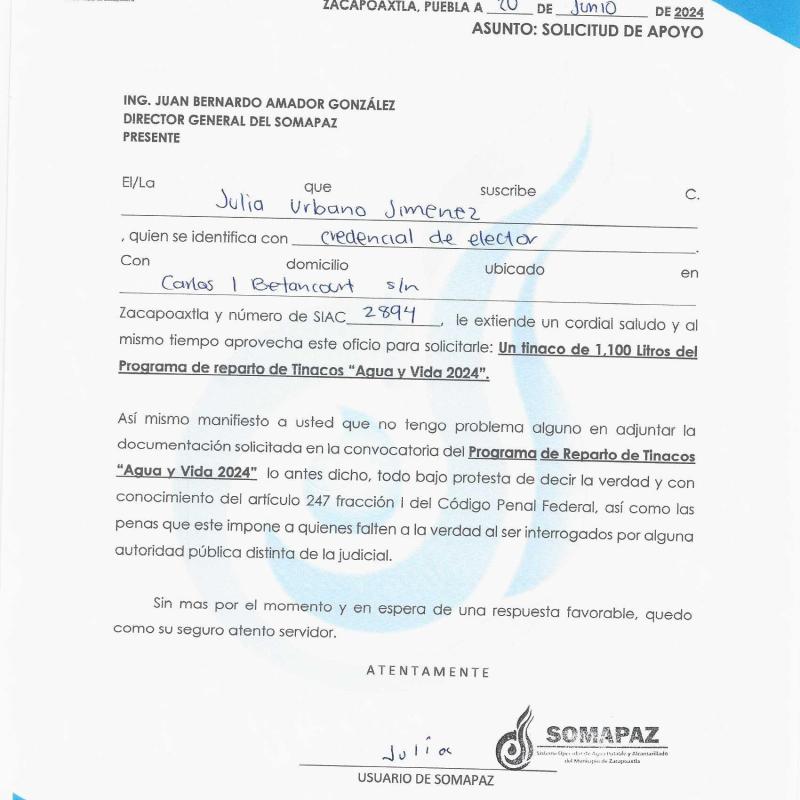 ZACAPOAXTLA, PUEBLA A 20 DE Junio DE 2024
ASUNTO: SOLICITUD DE APOYO
ING. JUAN BERNARDO AMADOR GONZÁLEZ
DIRECTOR GENERAL DEL SOMAPAZ
PRESENTE
El/La que suscribe C.
Julia Urbano Jimenez
, quien se identifica con credencial de elector.
Con domicilio ubicado en
Carlos I Betancourt s/n
Zacapoaxtla y número de SIAC 2894, le extiende un cordial saludo y al
mismo tiempo aprovecha este oficio para solicitarle: Un tinaco de 1,100 Litros del
Programa de reparto de Tinacos “Agua y Vida 2024”.
Así mismo manifiesto a usted que no tengo problema alguno en adjuntar la
documentación solicitada en la convocatoria del Programa de Reparto de Tinacos
“Agua y Vida 2024” lo antes dicho, todo bajo protesta de decir la verdad y con
conocimiento del artículo 247 fracción I del Código Penal Federal, así como las
penas que este impone a quienes falten a la verdad al ser interrogados por alguna
autoridad pública distinta de la judicial.
Sin mas por el momento y en espera de una respuesta favorable, quedo
como su seguro atento servidor.
ATENTAMENTE
Julia
USUARIO DE SOMAPAZ
SOMAPAZ
Sistema Operador de Agua Potable y Alcantarillado
del Municipio de Zacapoaxtla